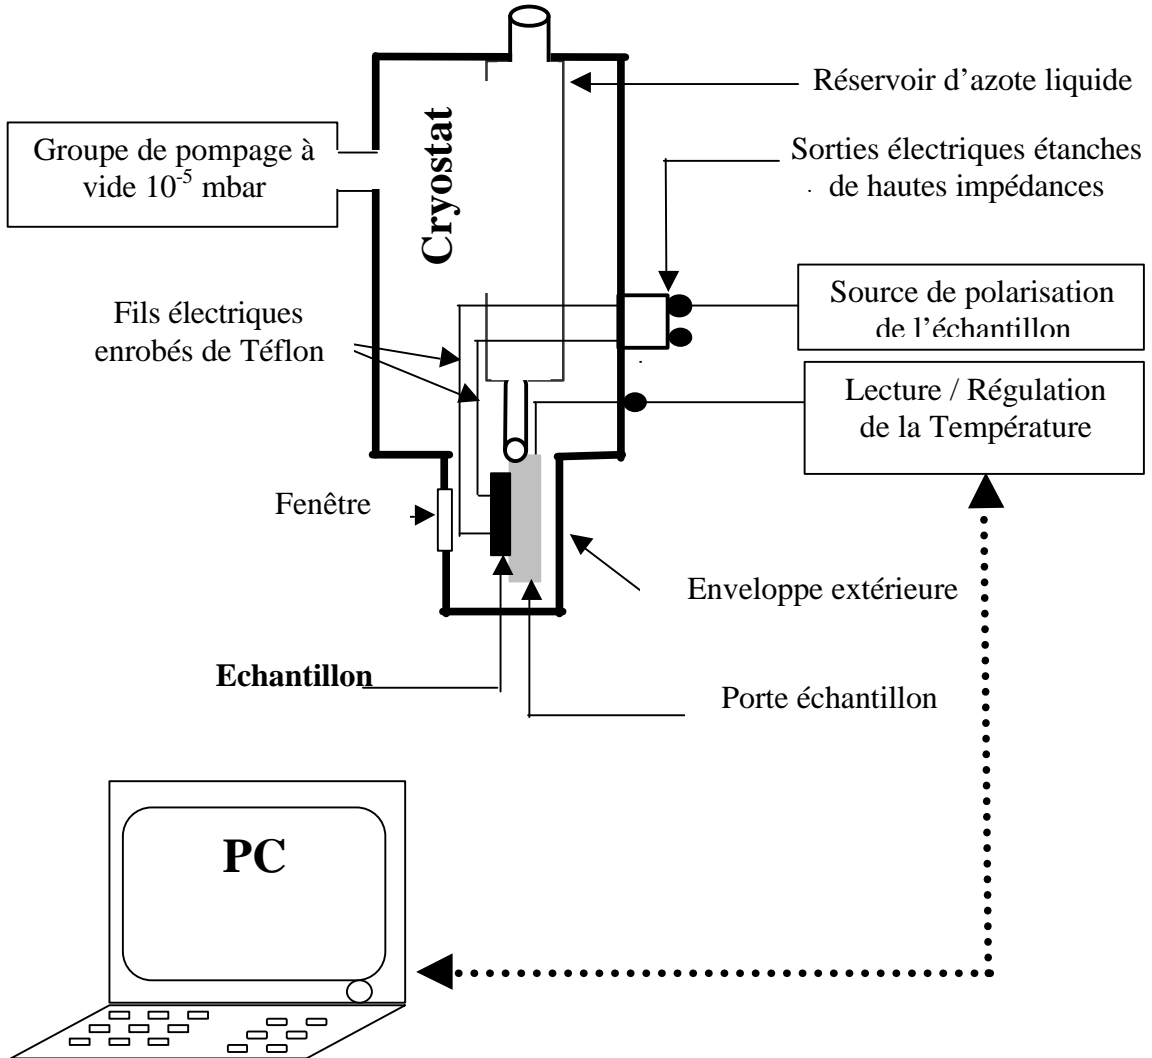 Réservoir d'azote liquide
Groupe de pompage à
vide 10⁻⁵ mbar
Cryostat
Sorties électriques étanches
de hautes impédances
Fils électriques
enrobés de Téflon
Source de polarisation
de l'échantillon
Lecture / Régulation
de la Température
Fenêtre
Enveloppe extérieure
Echantillon
Porte échantillon
PC